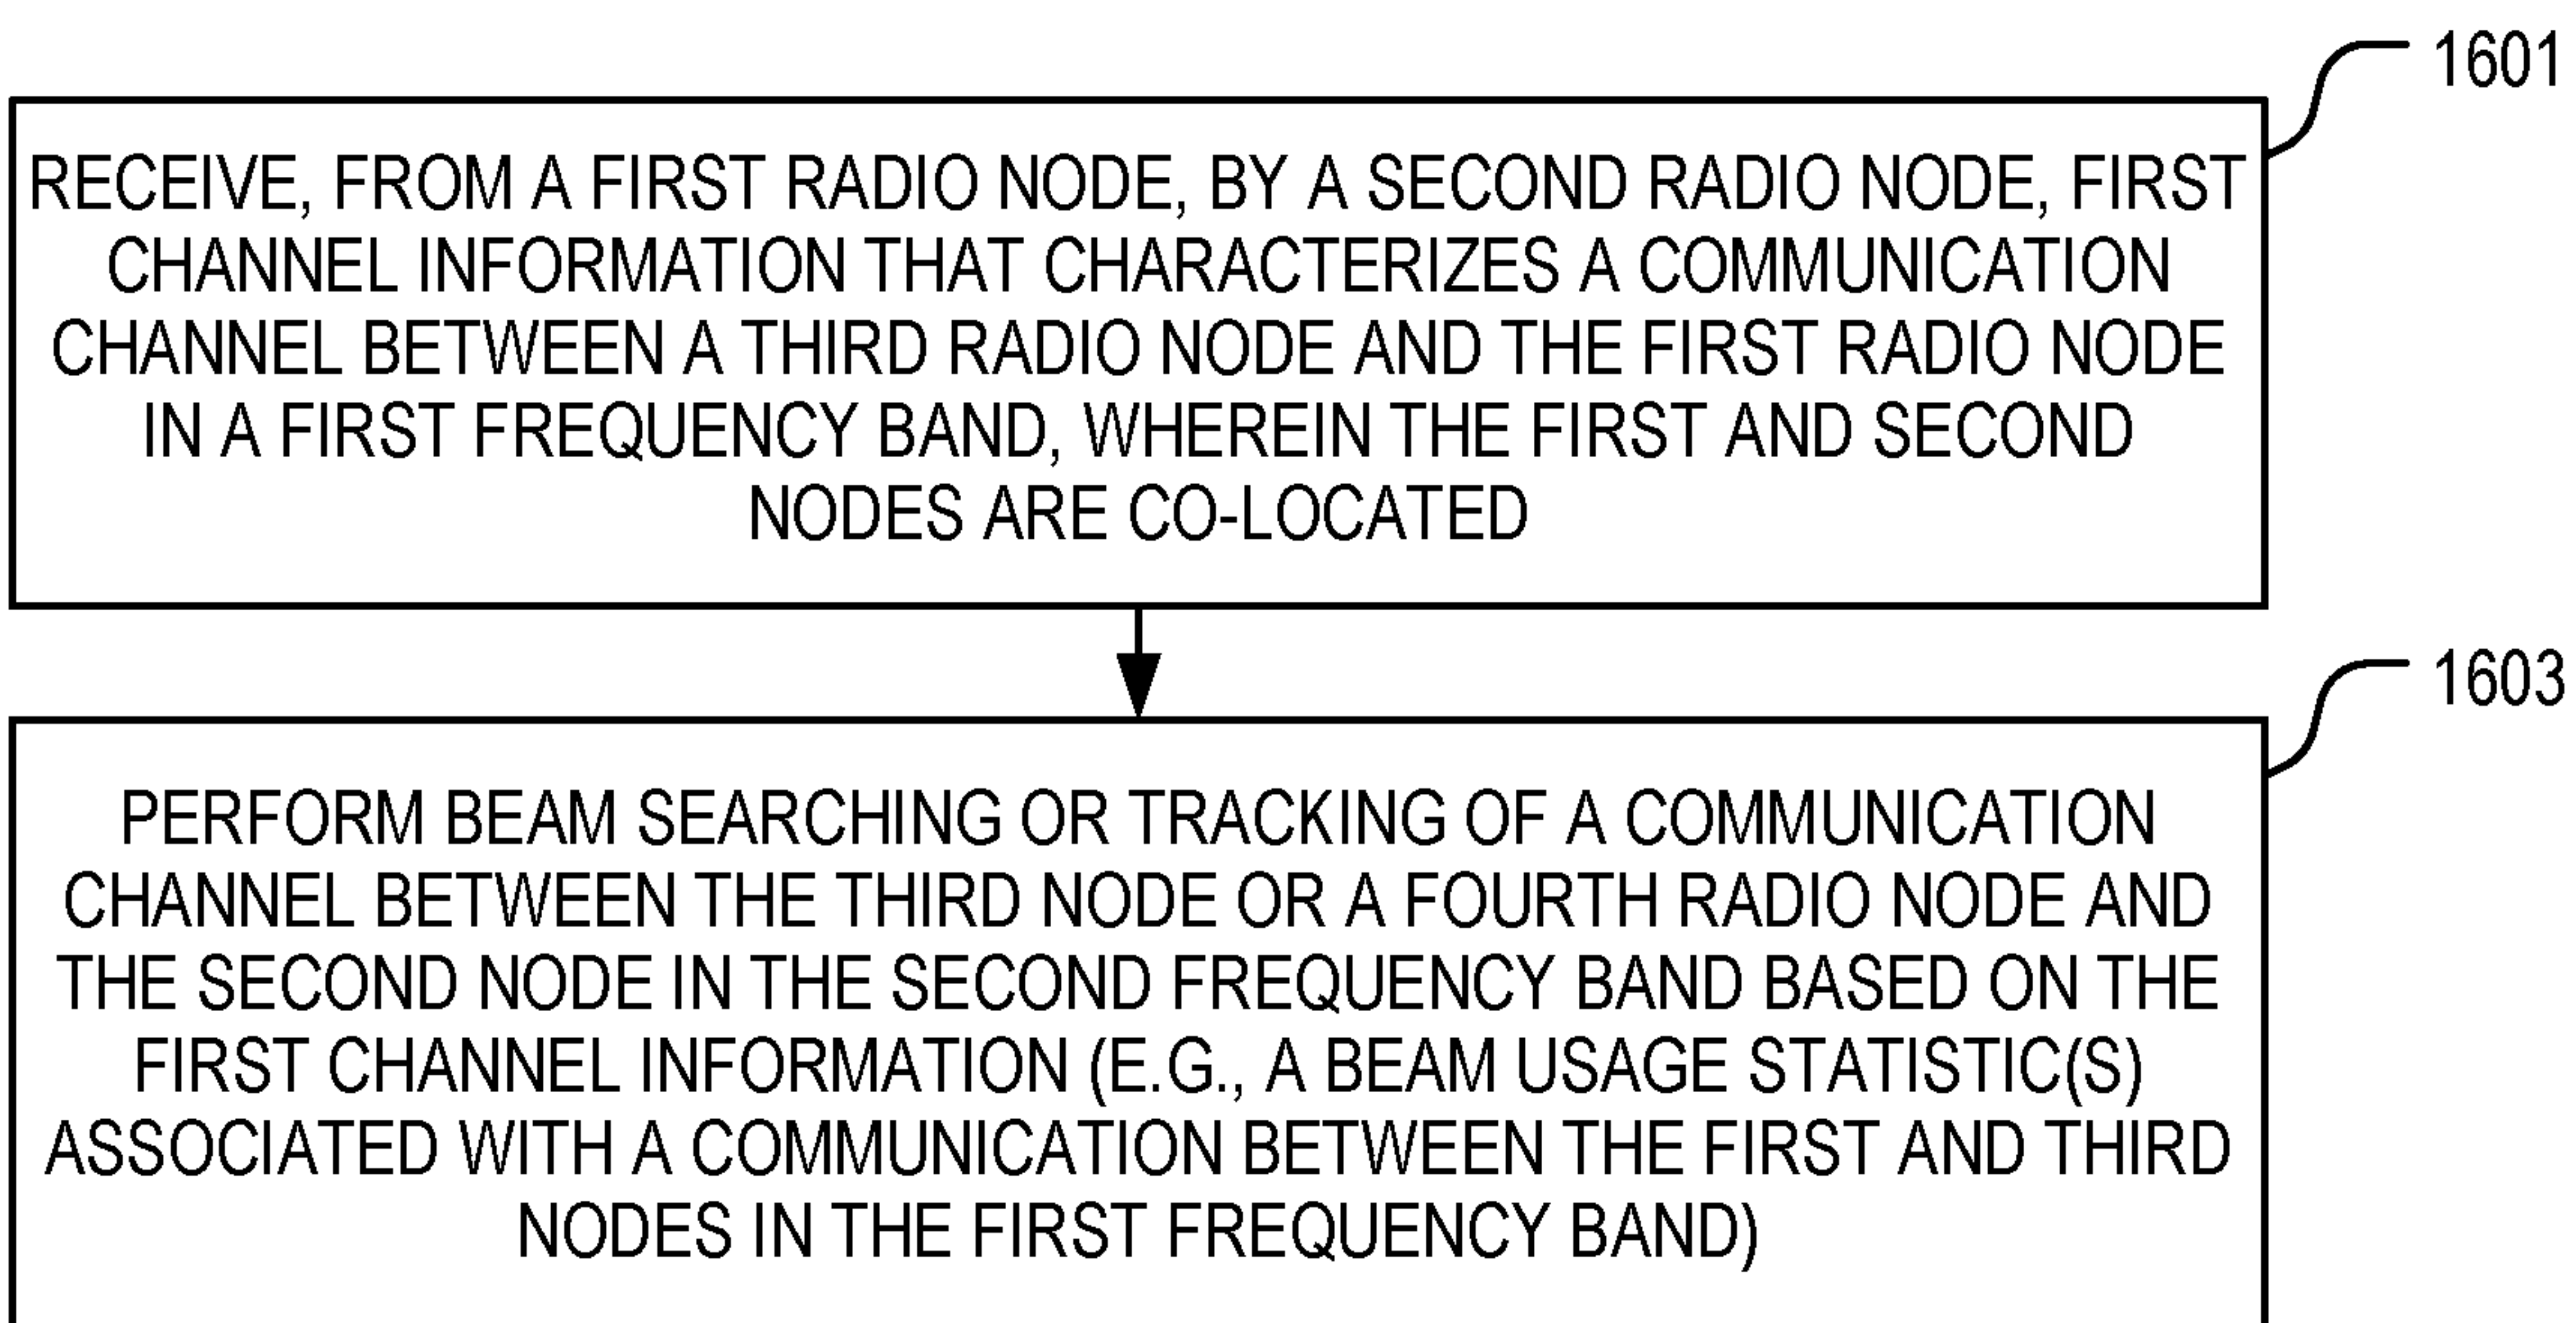 1601
RECEIVE, FROM A FIRST RADIO NODE, BY A SECOND RADIO NODE, FIRST
CHANNEL INFORMATION THAT CHARACTERIZES A COMMUNICATION
CHANNEL BETWEEN A THIRD RADIO NODE AND THE FIRST RADIO NODE
IN A FIRST FREQUENCY BAND, WHEREIN THE FIRST AND SECOND
NODES ARE CO-LOCATED
1603
PERFORM BEAM SEARCHING OR TRACKING OF A COMMUNICATION
CHANNEL BETWEEN THE THIRD NODE OR A FOURTH RADIO NODE AND
THE SECOND NODE IN THE SECOND FREQUENCY BAND BASED ON THE
FIRST CHANNEL INFORMATION (E.G., A BEAM USAGE STATISTIC(S)
ASSOCIATED WITH A COMMUNICATION BETWEEN THE FIRST AND THIRD
NODES IN THE FIRST FREQUENCY BAND)